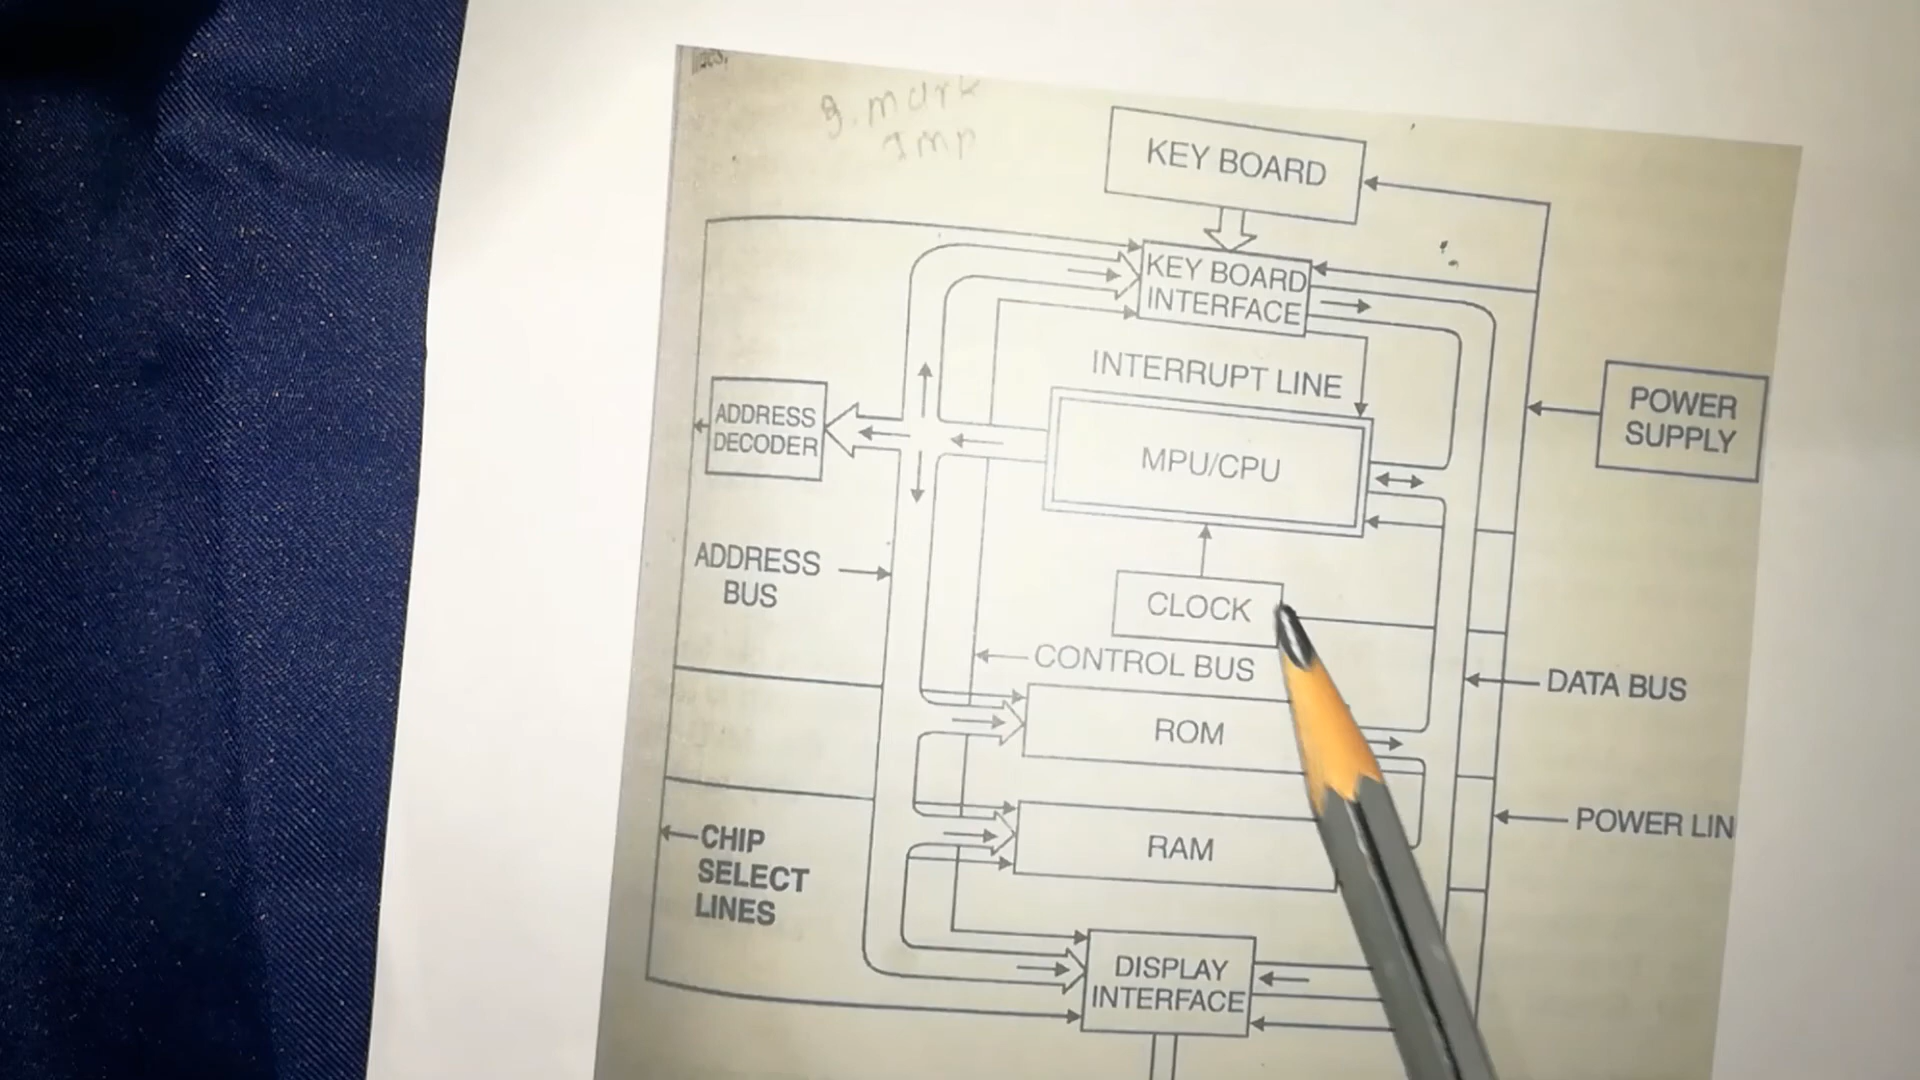 8. mark
Imp
KEY BOARD
KEY BOARD
INTERFACE
INTERRUPT LINE
ADDRESS
DECODER
MPU/CPU
POWER
SUPPLY
ADDRESS
BUS
CLOCK
CONTROL BUS
DATA BUS
ROM
POWER LIN
CHIP
SELECT
LINES
RAM
DISPLAY
INTERFACE